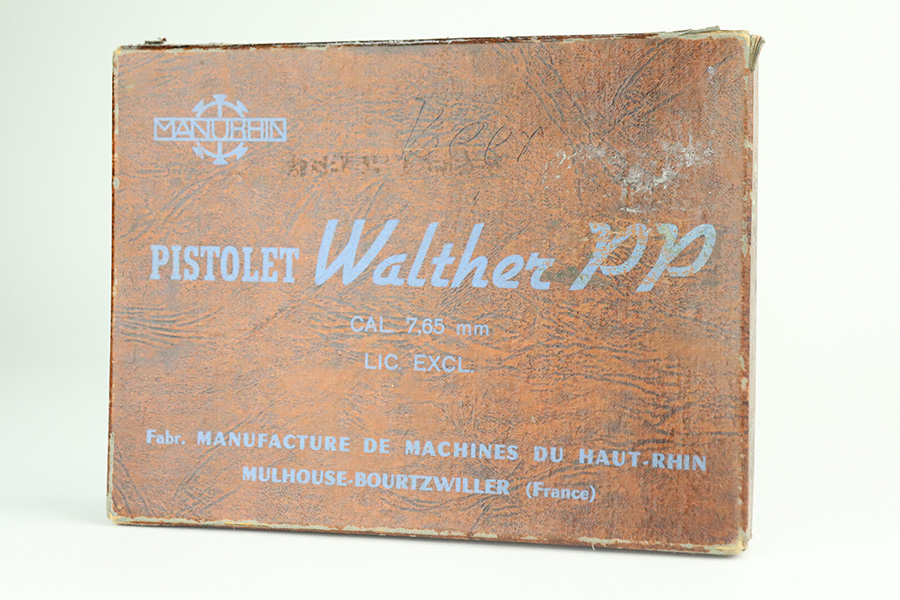 MANURHIN
PISTOLET Walther PP
CAL. 7,65 mm
LIC. EXCL.
Fabr. MANUFACTURE DE MACHINES DU HAUT-RHIN
MULHOUSE-BOURTZWILLER (France)